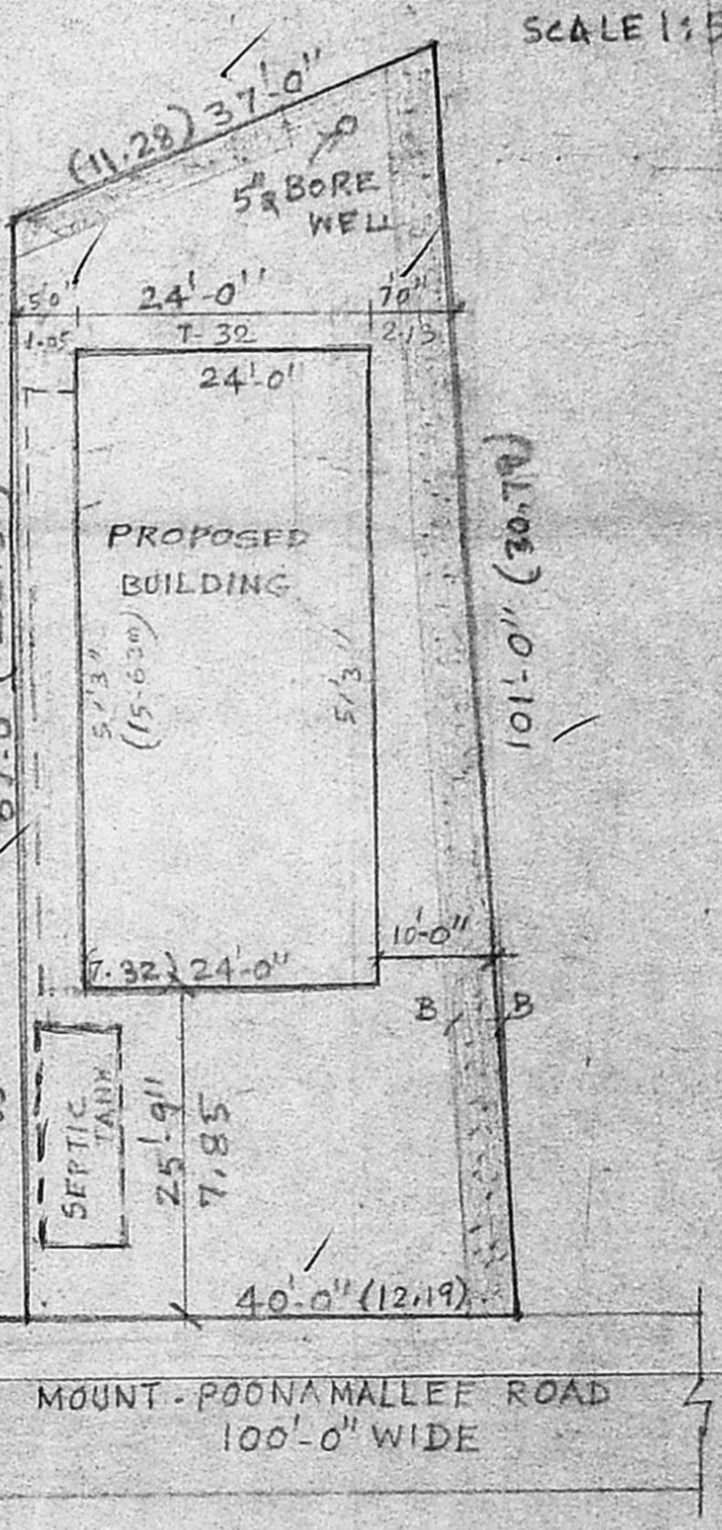 SCALE 1:
(11.28) 37'-0"
5"ø BORE
WELL
5'0" 24'-0" 7'0"
1.05 7.32 2.13
24'-0"
PROPOSED
BUILDING
51'3"
(15.63m)
51'3"
101'-0" (30.78)
10'-0"
(7.32) 24'-0"
B B
SEPTIC
TANK
25'-9"
7.85
40'-0" (12.19)
MOUNT - POONAMALLEE ROAD
100'-0" WIDE